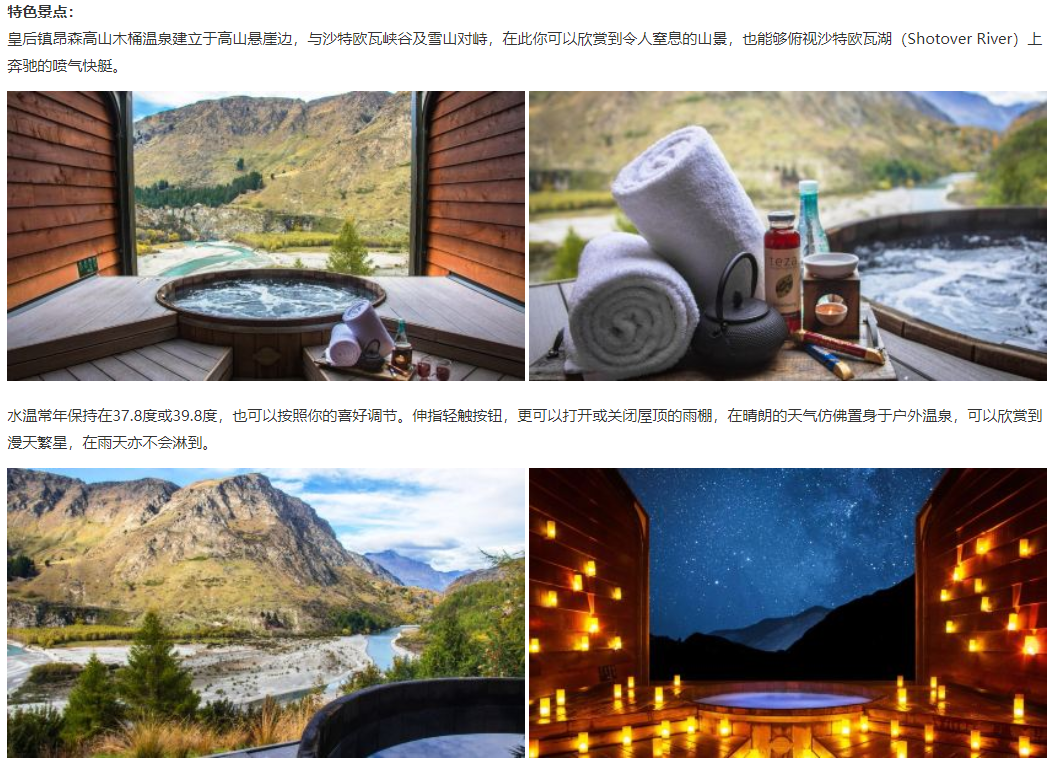 特色景点：
皇后镇昂森高山木桶温泉建立于高山悬崖边，与沙特欧瓦峡谷及雪山对峙，在此你可以欣赏到令人窒息的山景，也能够俯视沙特欧瓦湖（Shotover River）上
奔驰的喷气快艇。
teza
水温常年保持在37.8度或39.8度，也可以按照你的喜好调节。伸指轻触按钮，更可以打开或关闭屋顶的雨棚，在晴朗的天气仿佛置身于户外温泉，可以欣赏到
漫天繁星，在雨天亦不会淋到。